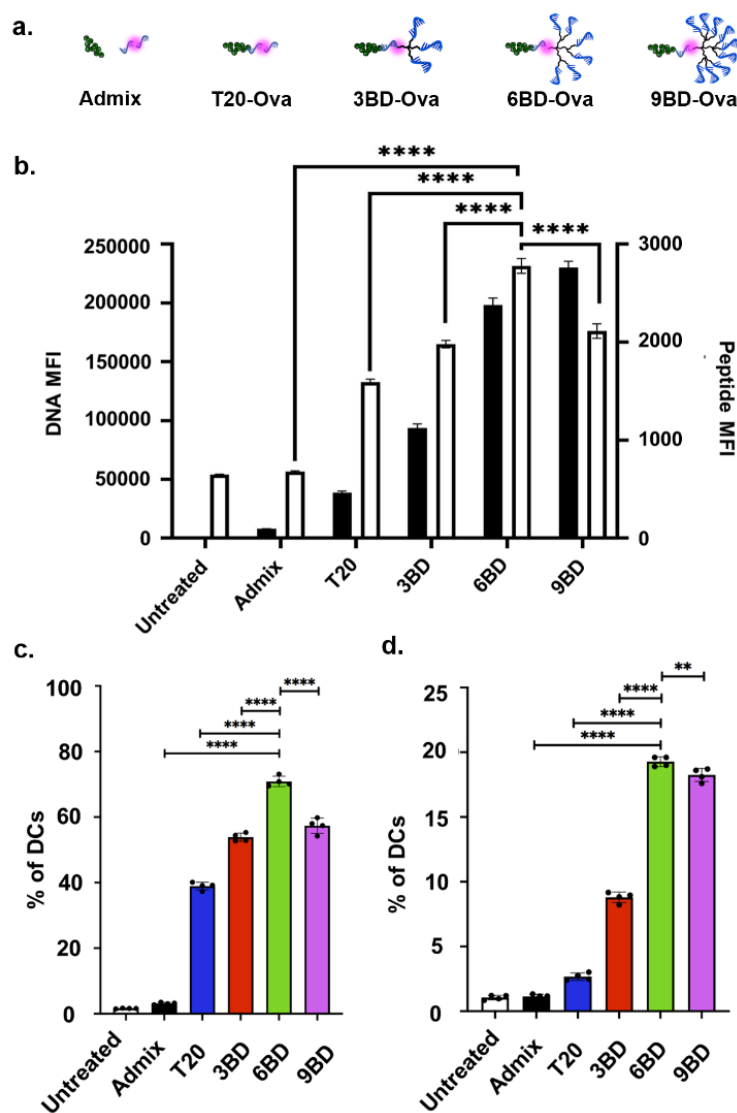 a.
Admix T20-Ova 3BD-Ova 6BD-Ova 9BD-Ova
b.
****
****
**** ****
DNA MFI
250000
200000
150000
100000
50000
0
3000
2000
1000
0
Peptide MFI
Untreated Admix T20 3BD 6BD 9BD
c.
****
****
****
****
% of DCs
100
80
60
40
20
0
Untreated Admix T20 3BD 6BD 9BD
d.
**
****
****
****
% of DCs
25
20
15
10
5
0
Untreated Admix T20 3BD 6BD 9BD